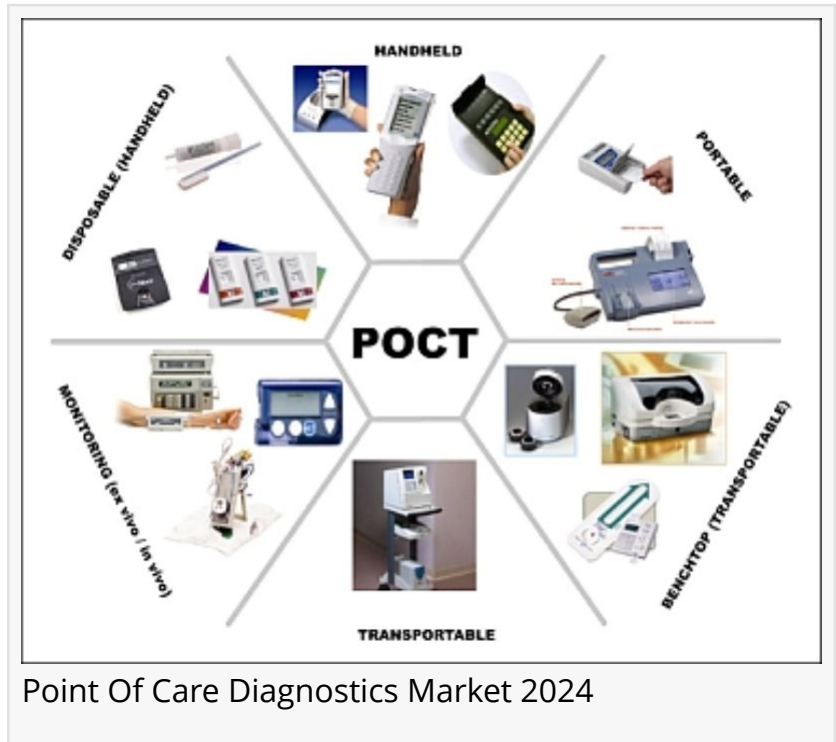 HANDHELD
DISPOSABLE (HANDHELD)
PORTABLE
POCT
MONITORING (ex vivo / in vivo)
BENCHTOP (TRANSPORTABLE)
TRANSPORTABLE
Point Of Care Diagnostics Market 2024